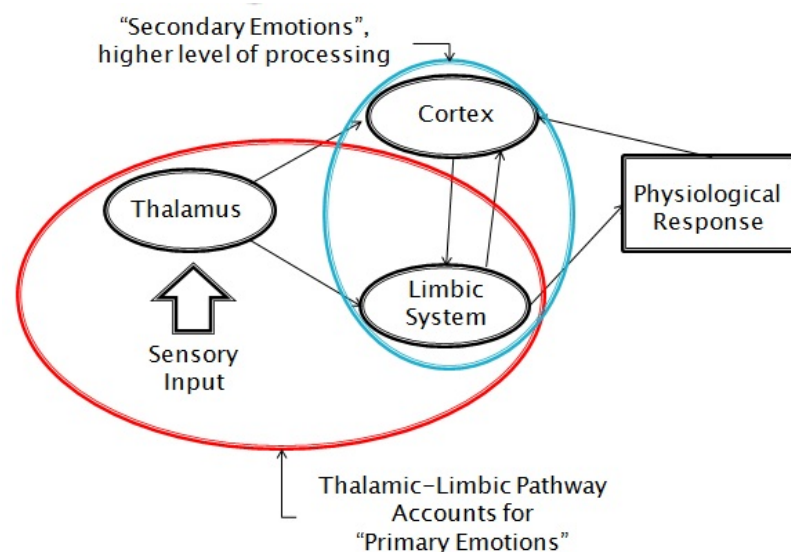 “Secondary Emotions”,
higher level of processing
Cortex
Thalamus
Physiological
Response
Limbic
System
Sensory
Input
Thalamic-Limbic Pathway
Accounts for
“Primary Emotions”